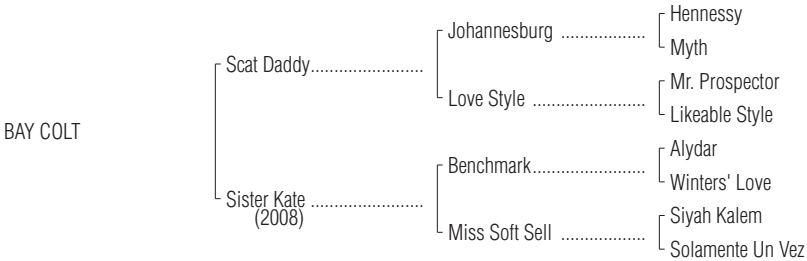 Hennessy
Johannesburg ..................
Myth
Scat Daddy........................
Mr. Prospector
Love Style ........................
Likeable Style
BAY COLT
Alydar
Benchmark........................
Winters' Love
Sister Kate ........................
(2008)
Siyah Kalem
Miss Soft Sell ..................
Solamente Un Vez